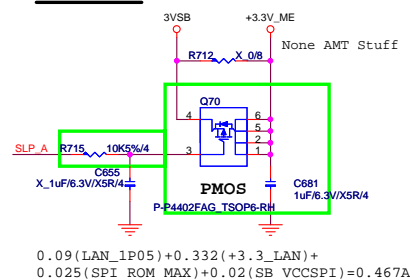 3VSB
+3.3V_ME
R712
X_0/8
None AMT Stuff
Q70
4
6
5
2
1
3
SLP_A
R715
10K5%/4
C655
X_1uF/6.3V/X5R/4
PMOS
P-P4402FAG_TSOP6-RH
C681
1uF/6.3V/X5R/4
0.09(LAN_1P05)+0.332(+3.3_LAN)+
0.025(SPI ROM MAX)+0.02(SB VCCSPI)=0.467A